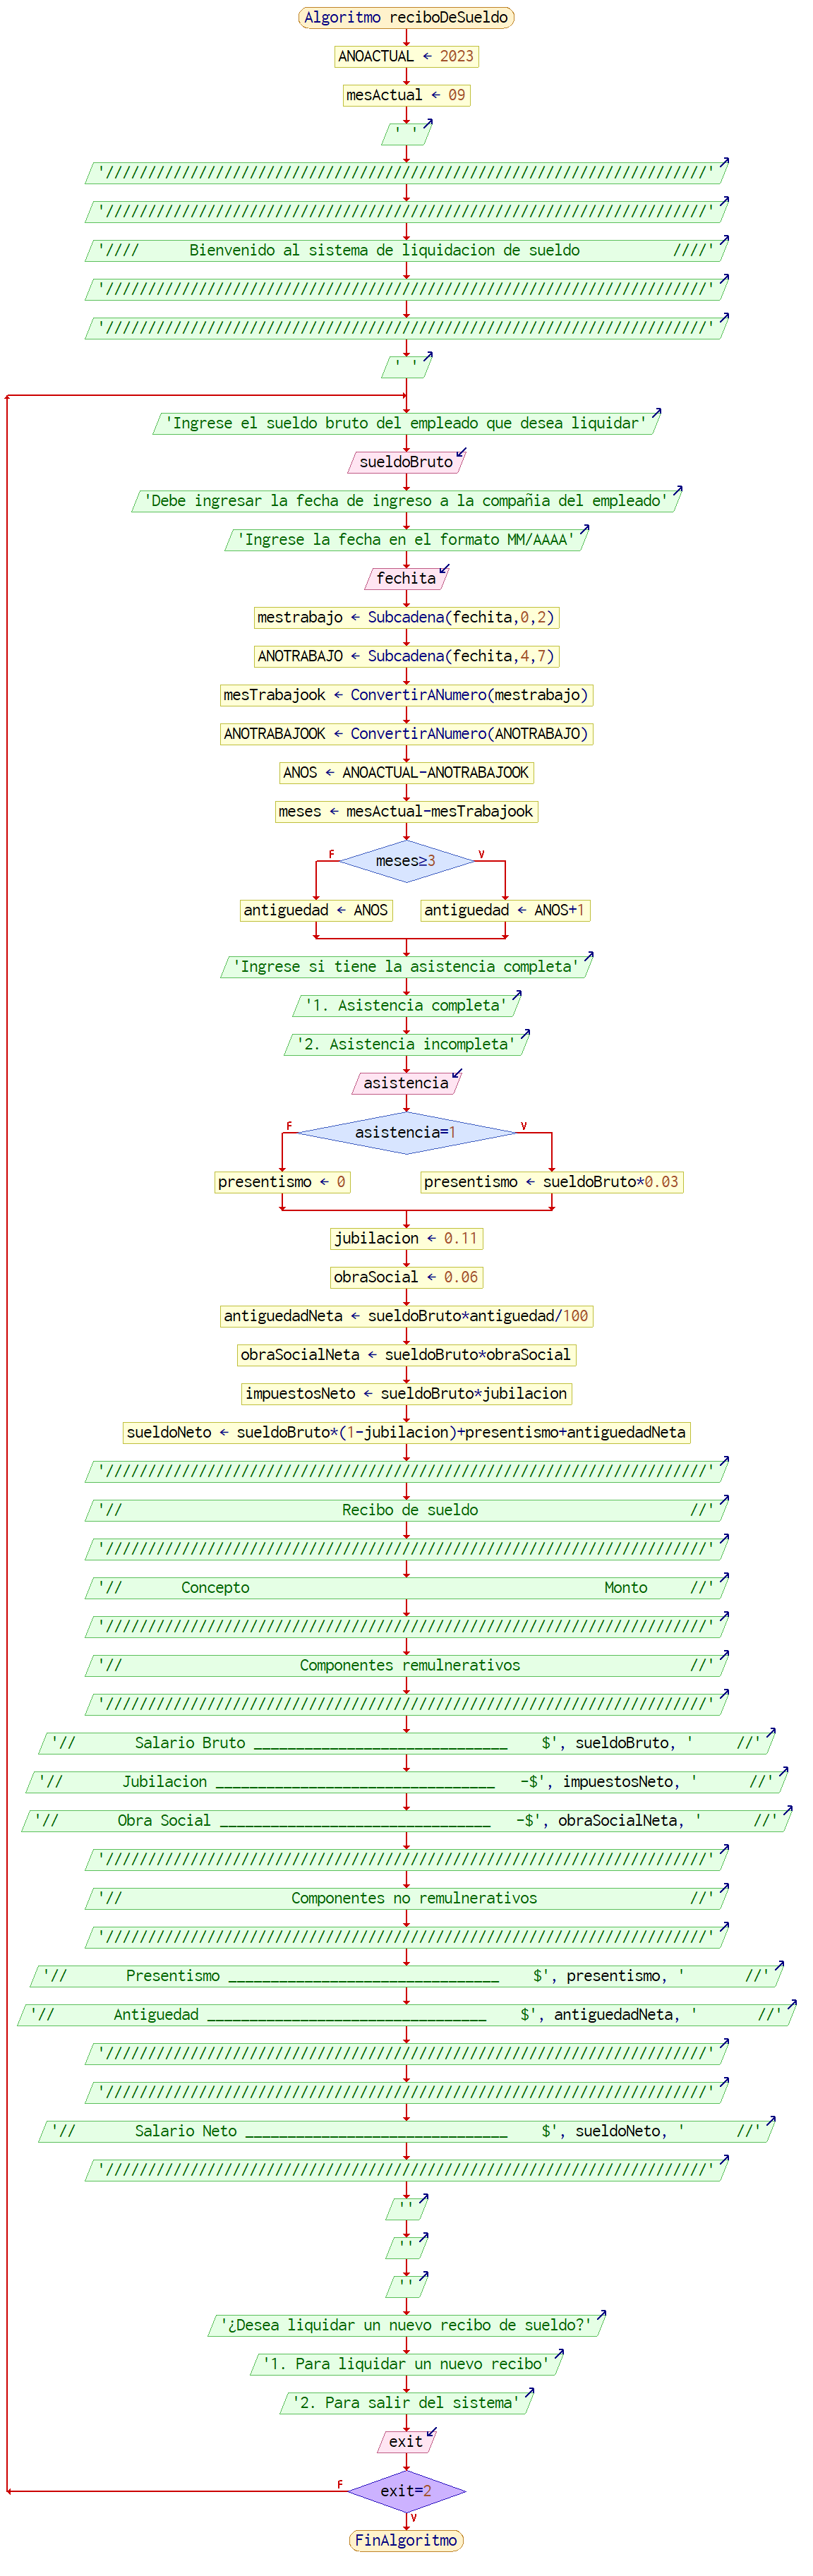 Algoritmo reciboDeSueldo
ANOACTUAL ← 2023
mesActual ← 09
' '
'///////////////////////////////////////////////////////////////////////'
'///////////////////////////////////////////////////////////////////////'
'////      Bienvenido al sistema de liquidacion de sueldo           ////'
'///////////////////////////////////////////////////////////////////////'
'///////////////////////////////////////////////////////////////////////'
' '
'Ingrese el sueldo bruto del empleado que desea liquidar'
sueldoBruto
'Debe ingresar la fecha de ingreso a la compañia del empleado'
'Ingrese la fecha en el formato MM/AAAA'
fechita
mestrabajo ← Subcadena(fechita,0,2)
ANOTRABAJO ← Subcadena(fechita,4,7)
mesTrabajook ← ConvertirANumero(mestrabajo)
ANOTRABAJOOK ← ConvertirANumero(ANOTRABAJO)
ANOS ← ANOACTUAL-ANOTRABAJOOK
meses ← mesActual-mesTrabajook
F meses≥3 V
antiguedad ← ANOS antiguedad ← ANOS+1
'Ingrese si tiene la asistencia completa'
'1. Asistencia completa'
'2. Asistencia incompleta'
asistencia
F asistencia=1 V
presentismo ← 0 presentismo ← sueldoBruto*0.03
jubilacion ← 0.11
obraSocial ← 0.06
antiguedadNeta ← sueldoBruto*antiguedad/100
obraSocialNeta ← sueldoBruto*obraSocial
impuestosNeto ← sueldoBruto*jubilacion
sueldoNeto ← sueldoBruto*(1-jubilacion)+presentismo+antiguedadNeta
'///////////////////////////////////////////////////////////////////////'
'//                          Recibo de sueldo                         //'
'///////////////////////////////////////////////////////////////////////'
'//       Concepto                                          Monto     //'
'///////////////////////////////////////////////////////////////////////'
'//                     Componentes remulnerativos                    //'
'///////////////////////////////////////////////////////////////////////'
'//       Salario Bruto ______________________________    $', sueldoBruto, '     //'
'//       Jubilacion _________________________________   -$', impuestosNeto, '      //'
'//       Obra Social ________________________________   -$', obraSocialNeta, '      //'
'///////////////////////////////////////////////////////////////////////'
'//                    Componentes no remulnerativos                  //'
'///////////////////////////////////////////////////////////////////////'
'//       Presentismo ________________________________    $', presentismo, '       //'
'//       Antiguedad _________________________________    $', antiguedadNeta, '       //'
'///////////////////////////////////////////////////////////////////////'
'///////////////////////////////////////////////////////////////////////'
'//       Salario Neto _______________________________    $', sueldoNeto, '      //'
'///////////////////////////////////////////////////////////////////////'
''
''
''
'¿Desea liquidar un nuevo recibo de sueldo?'
'1. Para liquidar un nuevo recibo'
'2. Para salir del sistema'
exit
F exit=2
V
FinAlgoritmo